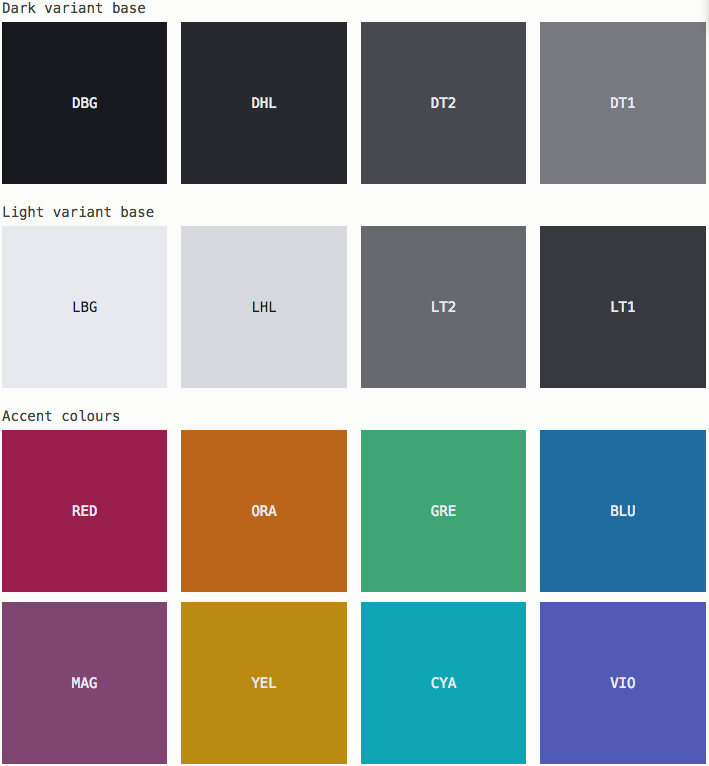 Dark variant base
DBG DHL DT2 DT1
Light variant base
LBG LHL LT2 LT1
Accent colours
RED ORA GRE BLU
MAG YEL CYA VIO